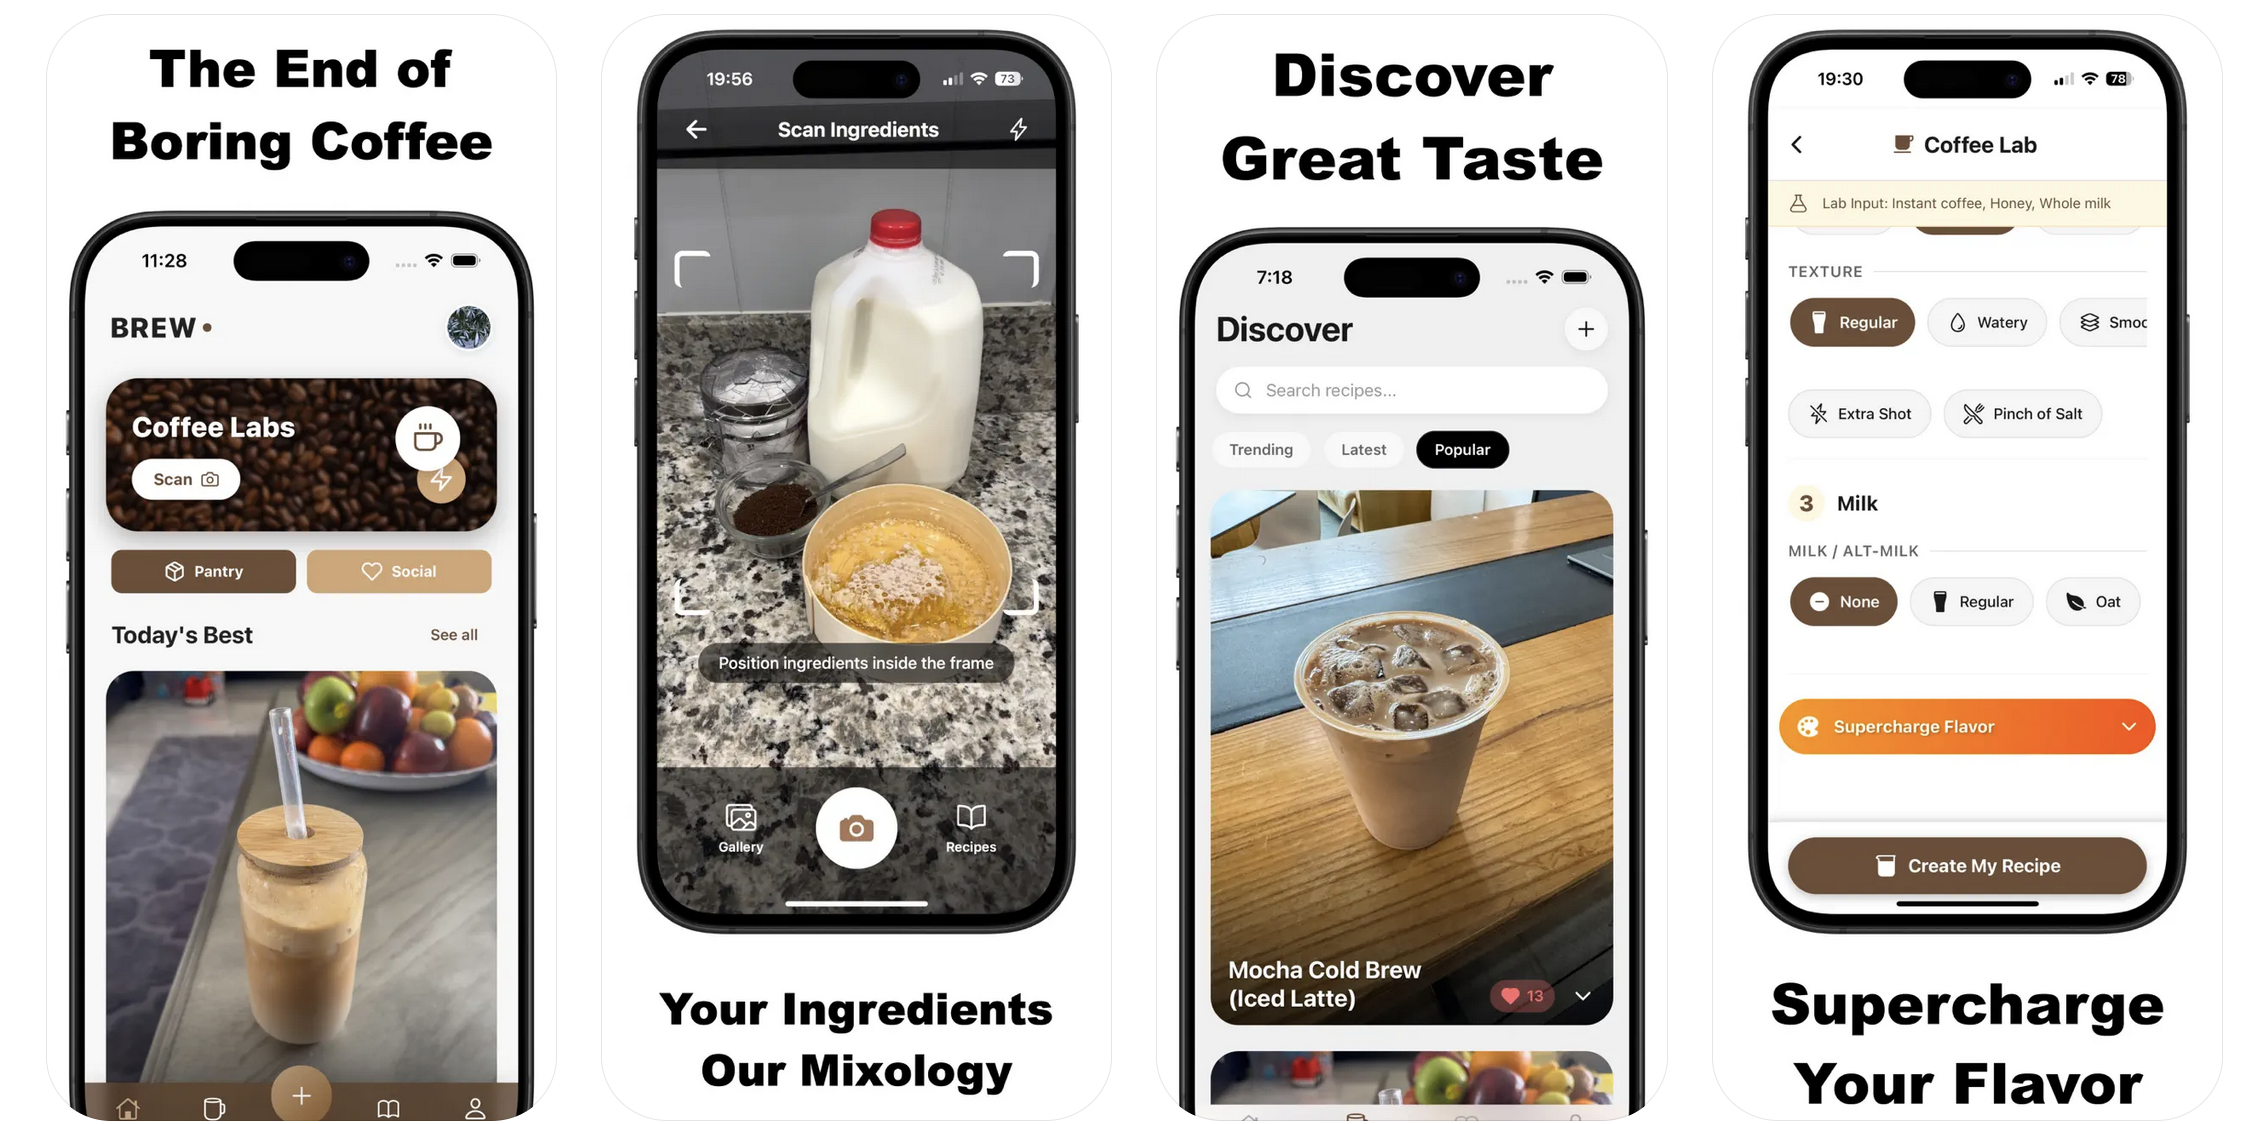 The End of
Boring Coffee
11:28
BREW
Coffee Labs
Scan
Pantry
Social
Today's Best
See all
19:56
73
Scan Ingredients
Position ingredients inside the frame
Gallery
Recipes
Your Ingredients
Our Mixology
Discover
Great Taste
7:18
Discover
Search recipes...
Trending
Latest
Popular
Mocha Cold Brew
(Iced Latte)
13
19:30
78
Coffee Lab
Lab Input: Instant coffee, Honey, Whole milk
TEXTURE
Regular
Watery
Smoo
Extra Shot
Pinch of Salt
3
Milk
MILK / ALT-MILK
None
Regular
Oat
Supercharge Flavor
Create My Recipe
Supercharge
Your Flavor